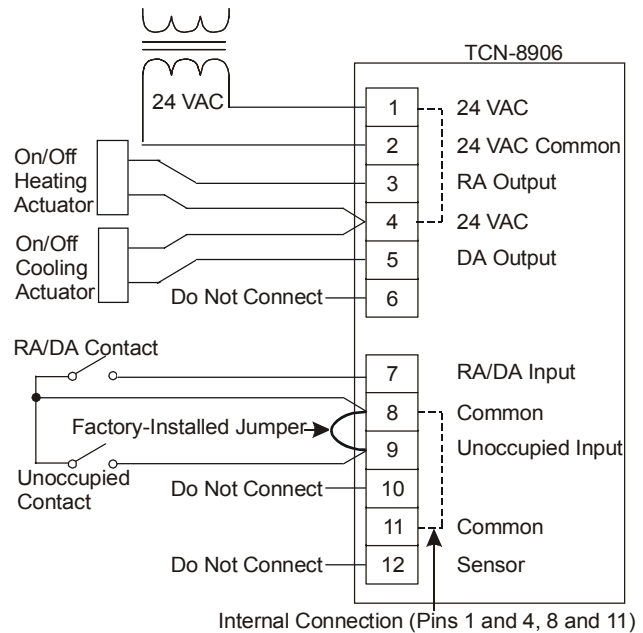 TCN-8906
24 VAC
1 24 VAC
2 24 VAC Common
On/Off
Heating
Actuator
3 RA Output
4 24 VAC
On/Off
Cooling
Actuator
5 DA Output
Do Not Connect 6
RA/DA Contact
7 RA/DA Input
8 Common
Factory-Installed Jumper
9 Unoccupied Input
Unoccupied
Contact
Do Not Connect 10
11 Common
Do Not Connect 12 Sensor
Internal Connection (Pins 1 and 4, 8 and 11)